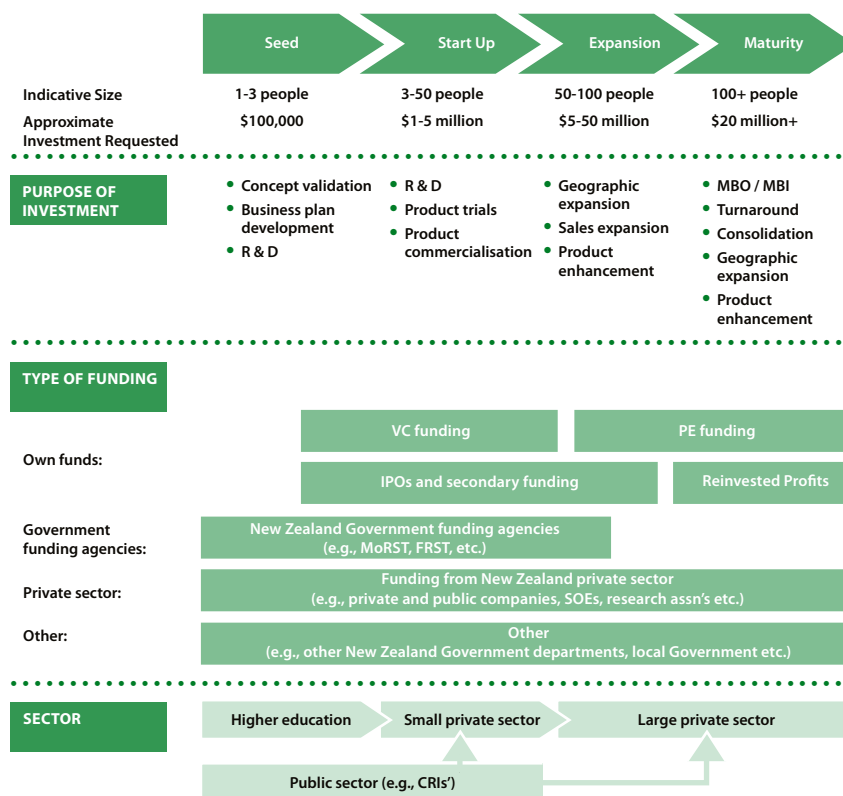 Seed Start Up Expansion Maturity
Indicative Size 1-3 people 3-50 people 50-100 people 100+ people
Approximate
Investment Requested $100,000 $1-5 million $5-50 million $20 million+
PURPOSE OF
INVESTMENT
• Concept validation
• Business plan
development
• R & D
• R & D
• Product trials
• Product
commercialisation
• Geographic
expansion
• Sales expansion
• Product
enhancement
• MBO / MBI
• Turnaround
• Consolidation
• Geographic
expansion
• Product
enhancement
TYPE OF FUNDING
Own funds:
VC funding PE funding
IPOs and secondary funding Reinvested Profits
Government
funding agencies:
New Zealand Government funding agencies
(e.g., MoRST, FRST, etc.)
Private sector:
Funding from New Zealand private sector
(e.g., private and public companies, SOEs, research assn's etc.)
Other:
Other
(e.g., other New Zealand Government departments, local Government etc.)
SECTOR
Higher education Small private sector Large private sector
Public sector (e.g., CRIs')